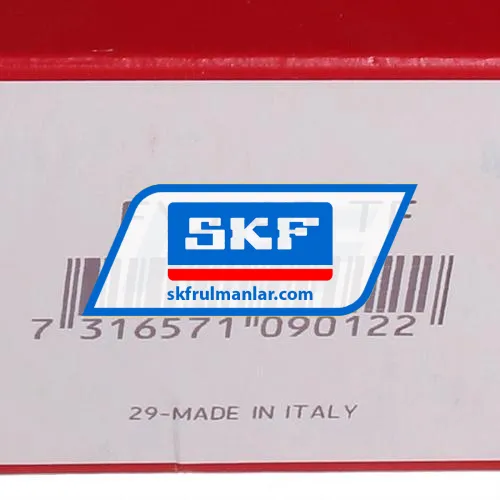 SKF
skfrulmanlar.com
7 316571 090122
29-MADE IN ITALY